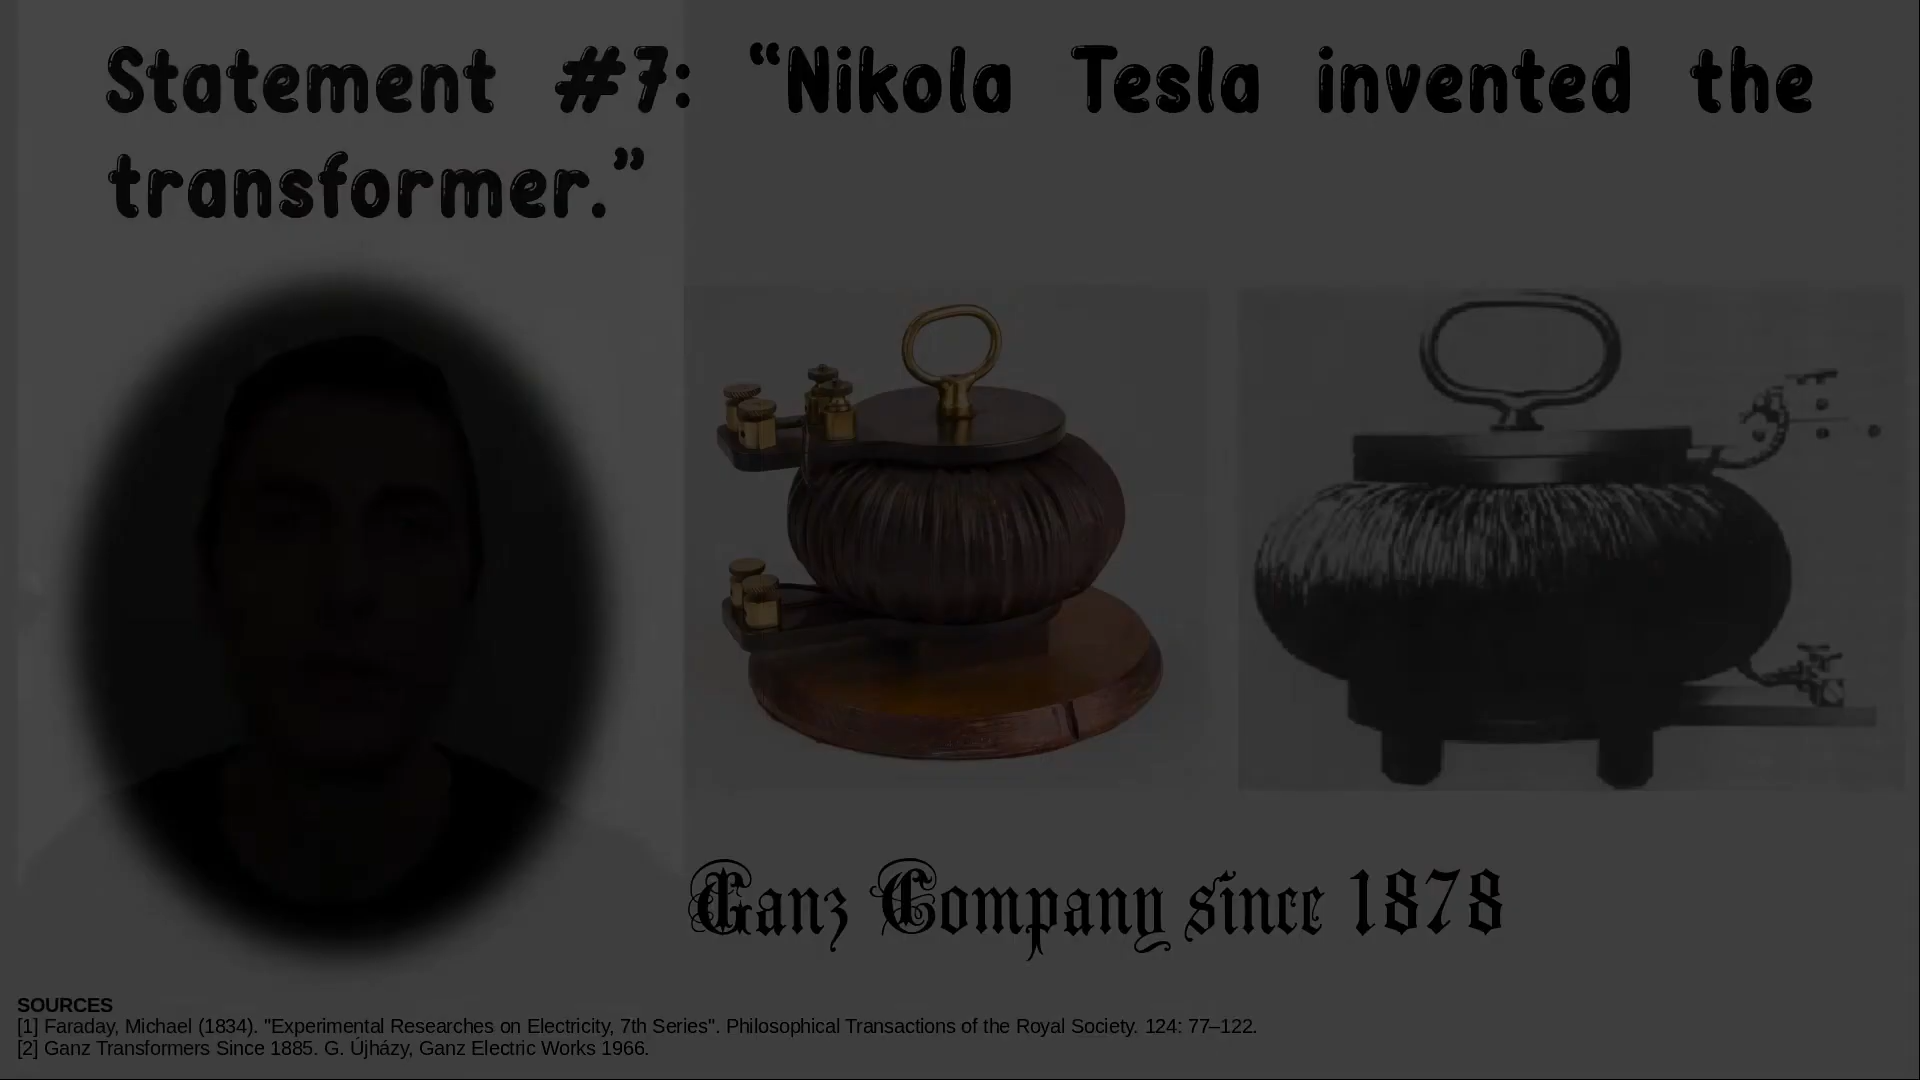 Statement #7: “Nikola Tesla invented the
transformer.”
Ganz Company since 1878
SOURCES
[1] Faraday, Michael (1834). "Experimental Researches on Electricity, 7th Series". Philosophical Transactions of the Royal Society. 124: 77–122.
[2] Ganz Transformers Since 1885. G. Újházy, Ganz Electric Works 1966.